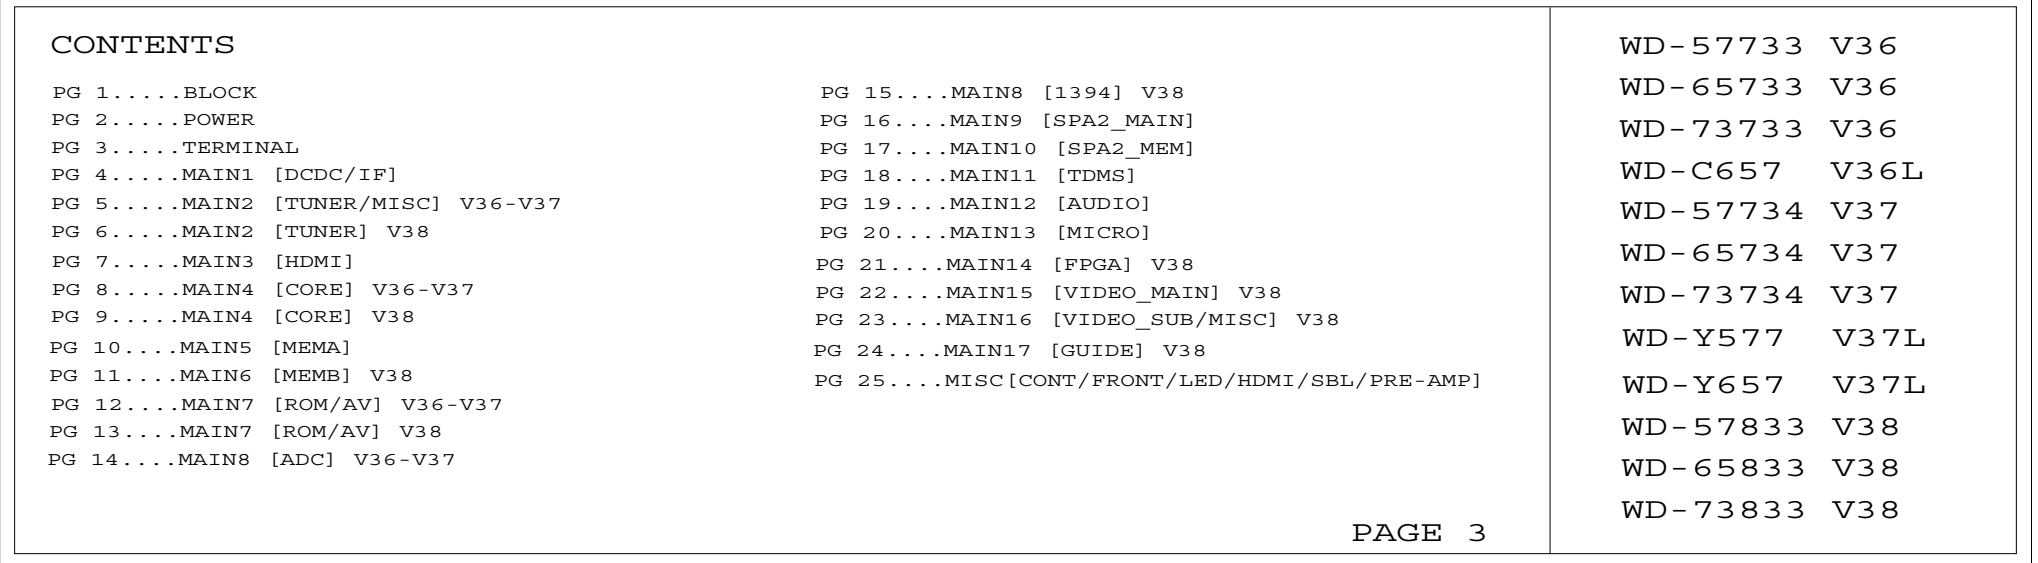 CONTENTS
PG 1.....BLOCK
PG 2.....POWER
PG 3.....TERMINAL
PG 4.....MAIN1 [DCDC/IF]
PG 5.....MAIN2 [TUNER/MISC] V36-V37
PG 6.....MAIN2 [TUNER] V38
PG 7.....MAIN3 [HDMI]
PG 8.....MAIN4 [CORE] V36-V37
PG 9.....MAIN4 [CORE] V38
PG 10....MAIN5 [MEMA]
PG 11....MAIN6 [MEMB] V38
PG 12....MAIN7 [ROM/AV] V36-V37
PG 13....MAIN7 [ROM/AV] V38
PG 14....MAIN8 [ADC] V36-V37
PG 15....MAIN8 [1394] V38
PG 16....MAIN9 [SPA2_MAIN]
PG 17....MAIN10 [SPA2_MEM]
PG 18....MAIN11 [TDMS]
PG 19....MAIN12 [AUDIO]
PG 20....MAIN13 [MICRO]
PG 21....MAIN14 [FPGA] V38
PG 22....MAIN15 [VIDEO_MAIN] V38
PG 23....MAIN16 [VIDEO_SUB/MISC] V38
PG 24....MAIN17 [GUIDE] V38
PG 25....MISC[CONT/FRONT/LED/HDMI/SBL/PRE-AMP]
PAGE 3
WD-57733 V36
WD-65733 V36
WD-73733 V36
WD-C657 V36L
WD-57734 V37
WD-65734 V37
WD-73734 V37
WD-Y577 V37L
WD-Y657 V37L
WD-57833 V38
WD-65833 V38
WD-73833 V38